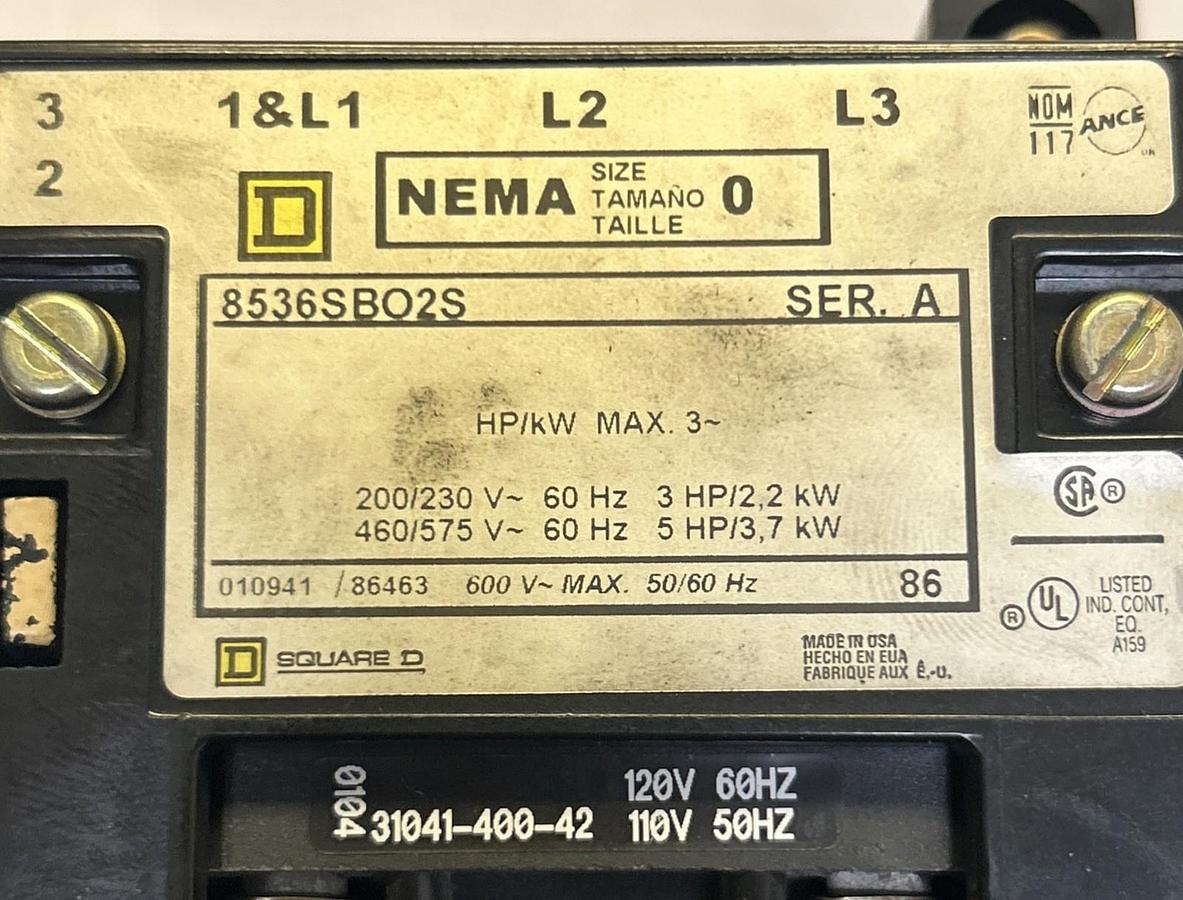 3 1&L1 L2 L3
NOM
117
ANCE
2
D
NEMA SIZE
TAMAÑO
TAILLE
0
8536SBO2S SER. A
HP/kW MAX. 3~
200/230 V~ 60 Hz 3 HP/2,2 kW
460/575 V~ 60 Hz 5 HP/3,7 kW
010941 /86463 600 V~ MAX. 50/60 Hz 86
SA ®
® UL
LISTED
IND. CONT,
EQ.
A159
D SQUARE D
MADE IN USA
HECHO EN EUA
FABRIQUE AUX É.-U.
0104
120V 60HZ
31041-400-42 110V 50HZ